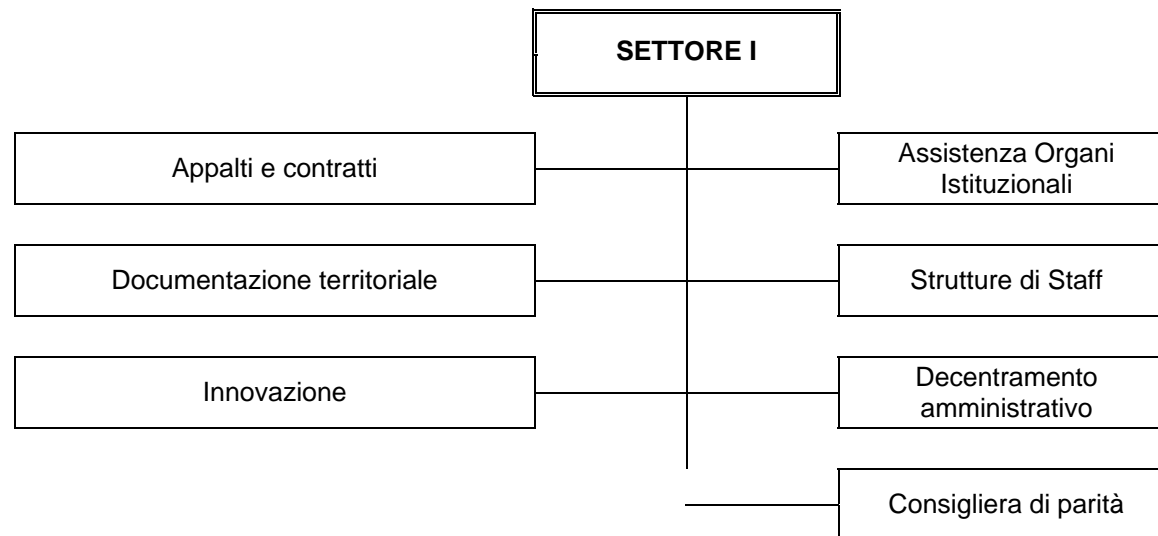 SETTORE I
Appalti e contratti
Assistenza Organi
Istituzionali
Documentazione territoriale
Strutture di Staff
Innovazione
Decentramento
amministrativo
Consigliera di parità